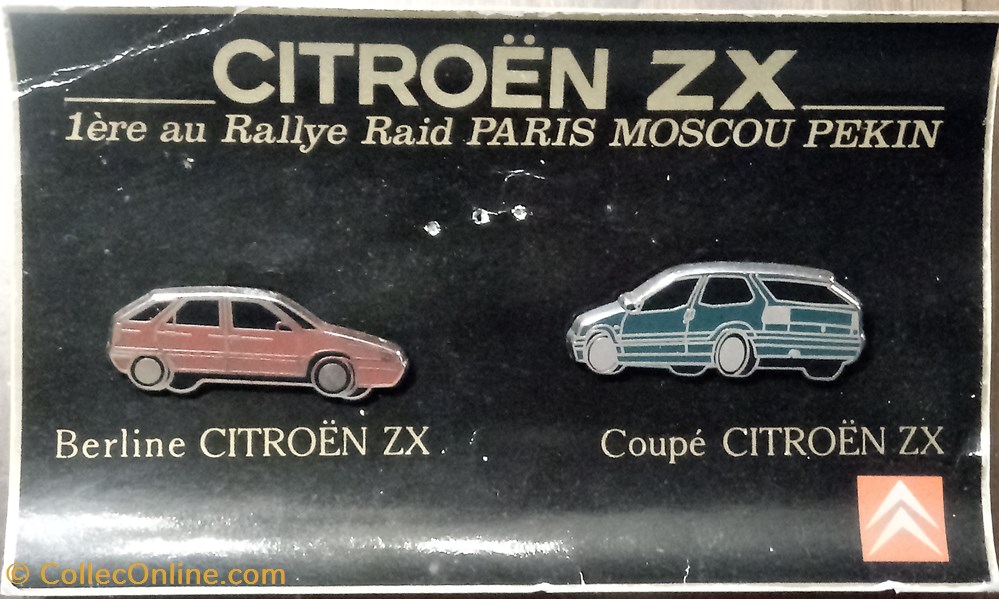 CITROËN ZX
1ère au Rallye Raid PARIS MOSCOU PEKIN
Berline CITROËN ZX
Coupé CITROËN ZX
© CollecOnline.com